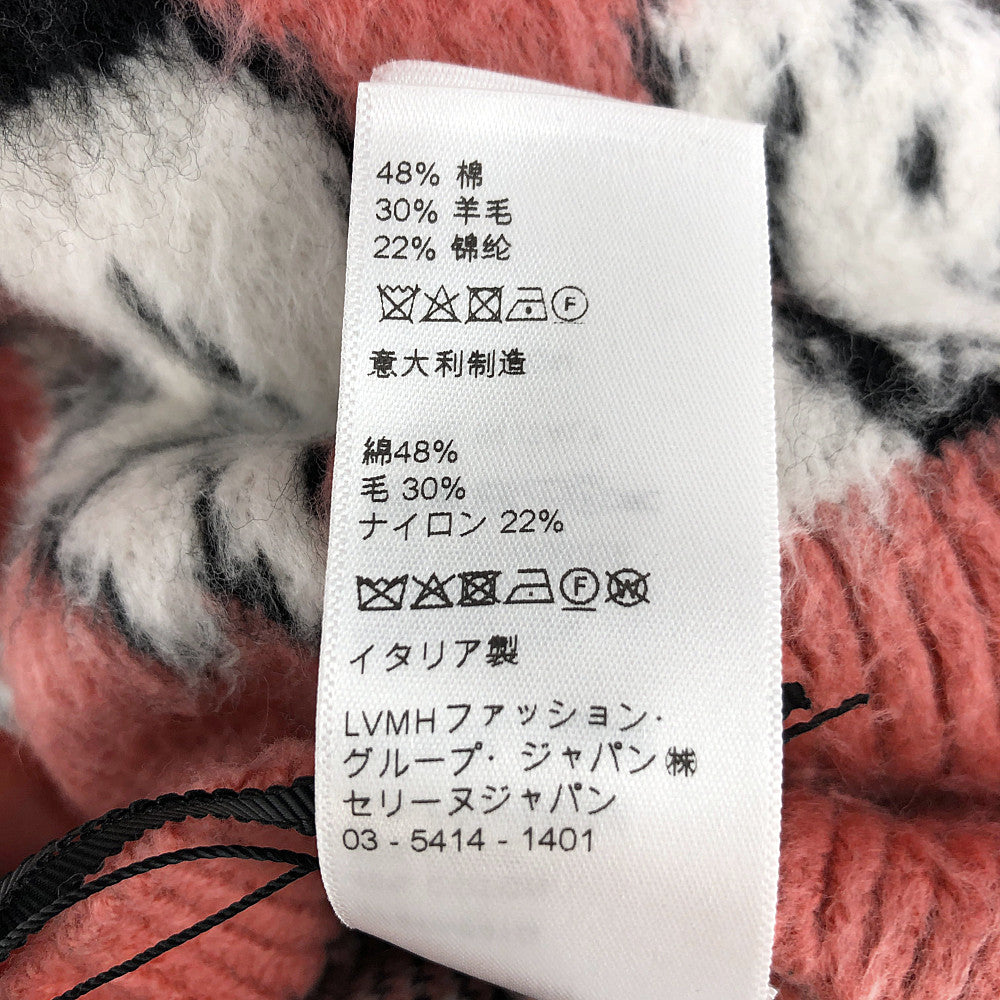 48% 棉
30% 羊毛
22% 锦纶
F
意大利制造
綿48%
毛 30%
ナイロン 22%
F W
イタリア製
LVMHファッション・
グループ・ジャパン㈱
セリーヌジャパン
03 - 5414 - 1401